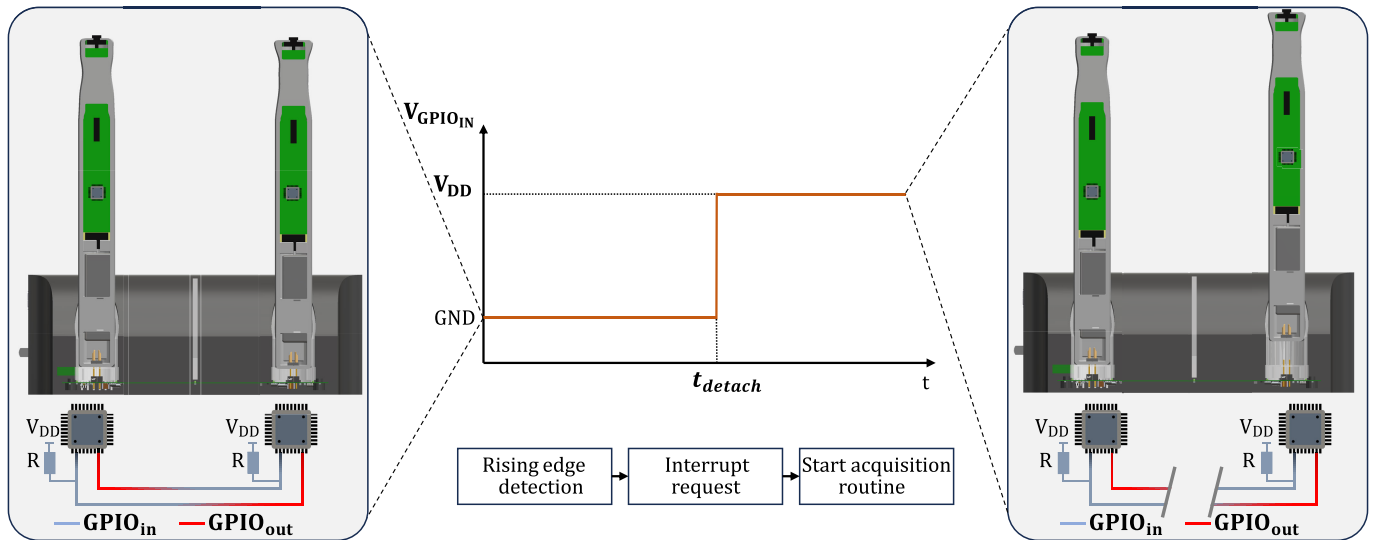 V_DD
V_DD
R
R
GPIO_in
GPIO_out
V_GPIO_IN
V_DD
GND
t_detach
t
Rising edge
detection
Interrupt
request
Start acquisition
routine
V_DD
V_DD
R
R
GPIO_in
GPIO_out